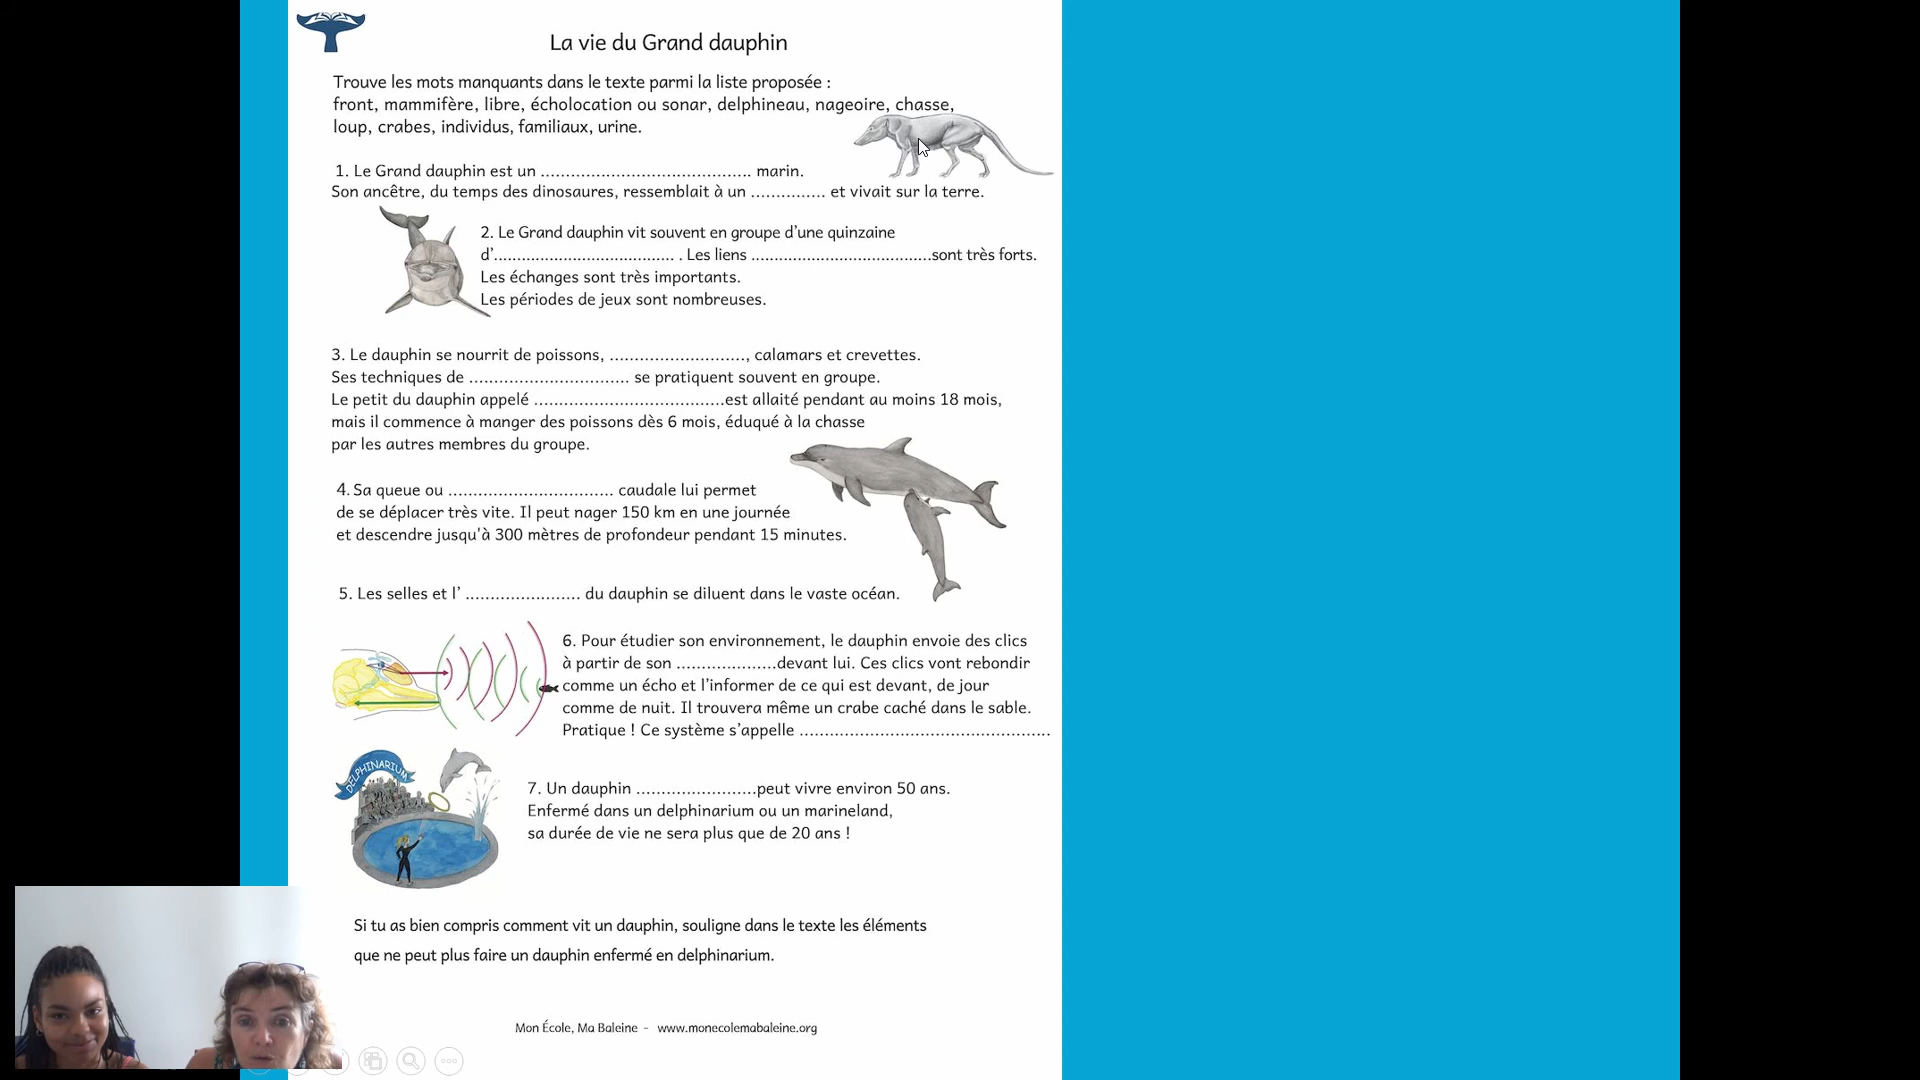 La vie du Grand dauphin
Trouve les mots manquants dans le texte parmi la liste proposée :
front, mammifère, libre, écholocation ou sonar, delphineau, nageoire, chasse,
loup, crabes, individus, familiaux, urine.
1. Le Grand dauphin est un .......................................... marin.
Son ancêtre, du temps des dinosaures, ressemblait à un ............... et vivait sur la terre.
2. Le Grand dauphin vit souvent en groupe d'une quinzaine
d'....................................... . Les liens .......................................sont très forts.
Les échanges sont très importants.
Les périodes de jeux sont nombreuses.
3. Le dauphin se nourrit de poissons, ..........................., calamars et crevettes.
Ses techniques de ................................ se pratiquent souvent en groupe.
Le petit du dauphin appelé ......................................est allaité pendant au moins 18 mois,
mais il commence à manger des poissons dès 6 mois, éduqué à la chasse
par les autres membres du groupe.
4. Sa queue ou ................................. caudale lui permet
de se déplacer très vite. Il peut nager 150 km en une journée
et descendre jusqu'à 300 mètres de profondeur pendant 15 minutes.
5. Les selles et l' ....................... du dauphin se diluent dans le vaste océan.
6. Pour étudier son environnement, le dauphin envoie des clics
à partir de son ....................devant lui. Ces clics vont rebondir
comme un écho et l'informer de ce qui est devant, de jour
comme de nuit. Il trouvera même un crabe caché dans le sable.
Pratique ! Ce système s'appelle ..................................................
DELPHINARIUM
7. Un dauphin ........................peut vivre environ 50 ans.
Enfermé dans un delphinarium ou un marineland,
sa durée de vie ne sera plus que de 20 ans !
Si tu as bien compris comment vit un dauphin, souligne dans le texte les éléments
que ne peut plus faire un dauphin enfermé en delphinarium.
Mon École, Ma Baleine - www.monecolemabaleine.org